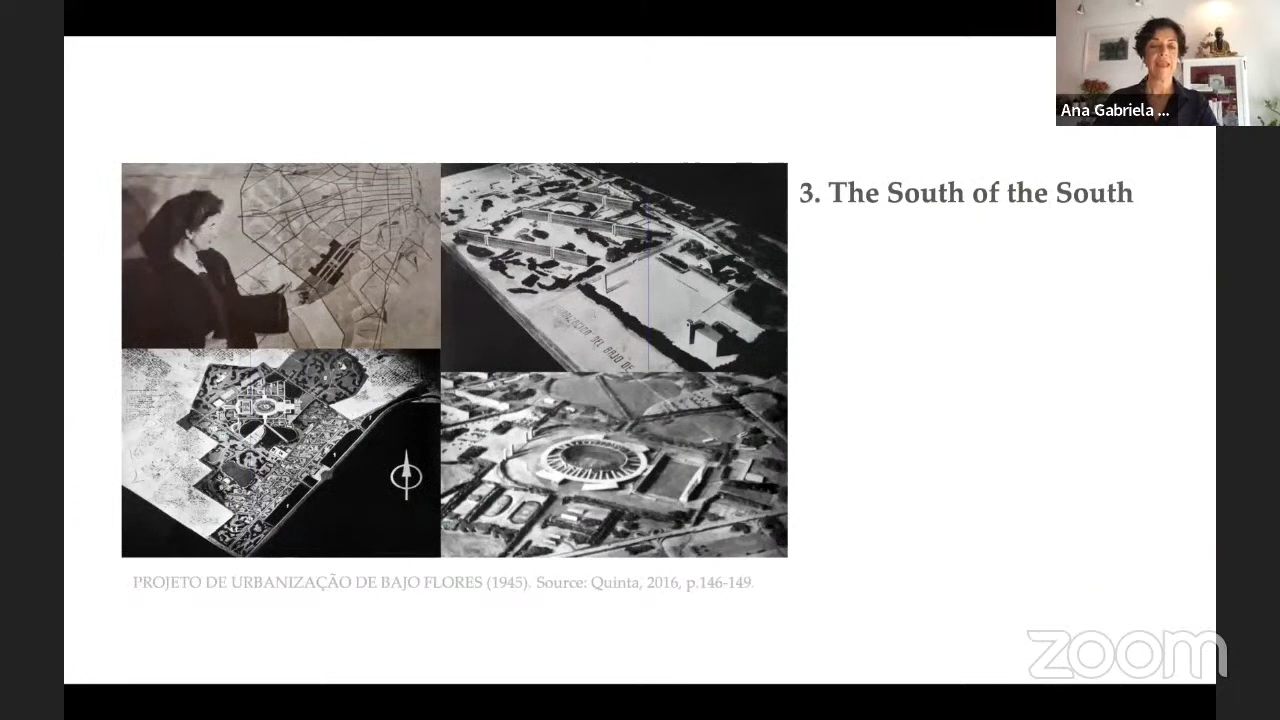 Ana Gabriela ...
3. The South of the South
PROJETO DE URBANIZAÇÃO DE BAJO FLORES (1945). Source: Quinta, 2016, p.146-149.
zoom